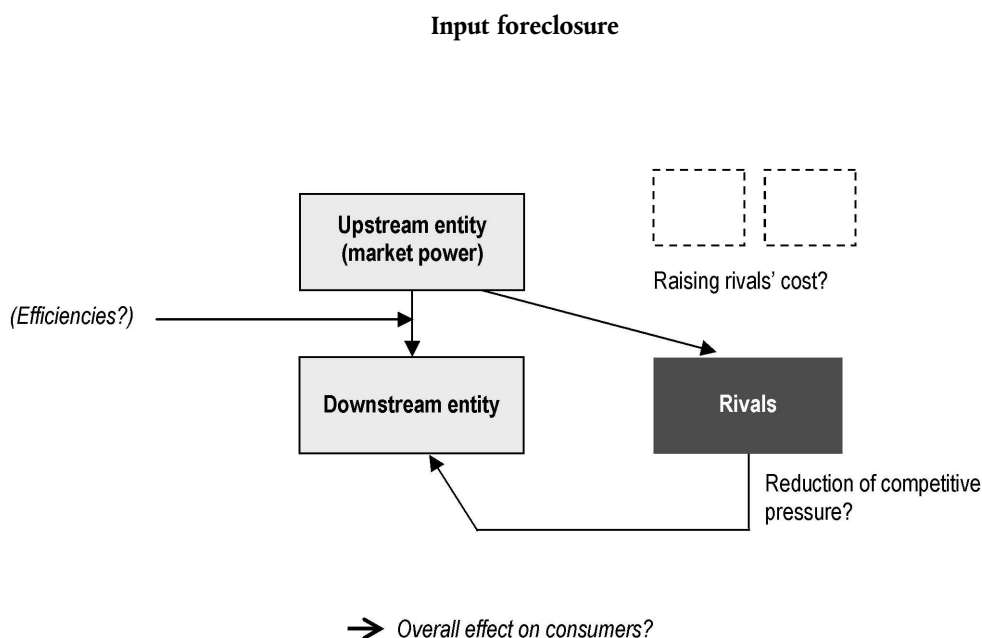 Input foreclosure
Upstream entity
(market power)
Raising rivals’ cost?
(Efficiencies?)
Downstream entity
Rivals
Reduction of competitive
pressure?
Overall effect on consumers?